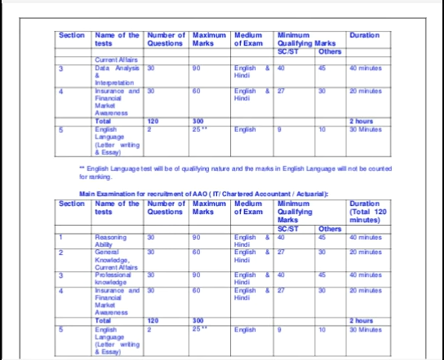 Section Name of the tests Number of Questions Maximum Marks Medium of Exam Minimum Qualifying Marks Duration
SC/ST Others
Current Affairs
3 Data Analysis & Interpretation 30 90 English & Hindi 40 45 40 minutes
4 Insurance and Financial Market Awareness 30 60 English & Hindi 27 30 20 minutes
Total 120 300 2 hours
5 English Language (Letter writing & Essay) 2 25** English 9 10 30 Minutes
** English Language test will be of qualifying nature and the marks in English Language will not be counted
for ranking.
Main Examination for recruitment of AAO ( IT/ Chartered Accountant / Actuarial):
Section Name of the tests Number of Questions Maximum Marks Medium of Exam Minimum Qualifying Marks Duration (Total 120 minutes)
SC/ST Others
1 Reasoning Ability 30 90 English & Hindi 40 45 40 minutes
2 General Knowledge, Current Affairs 30 60 English & Hindi 27 30 20 minutes
3 Professional knowledge 30 90 English & Hindi 40 45 40 minutes
4 Insurance and Financial Market Awareness 30 60 English & Hindi 27 30 20 minutes
Total 120 300 2 hours
5 English Language (Letter writing & Essay) 2 25** English 9 10 30 Minutes